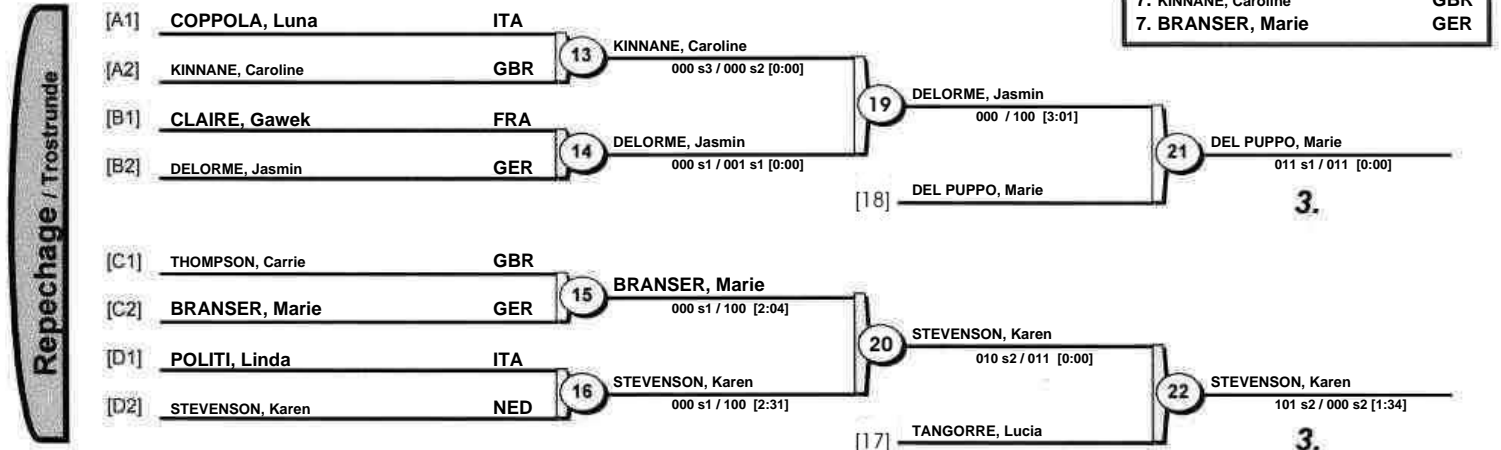 7. KINNANE, Caroline GBR
7. BRANSER, Marie GER
Repechage / Trostrunde
[A1] COPPOLA, Luna ITA
[A2] KINNANE, Caroline GBR
13 KINNANE, Caroline
000 s3 / 000 s2 [0:00]
[B1] CLAIRE, Gawek FRA
[B2] DELORME, Jasmin GER
14 DELORME, Jasmin
000 s1 / 001 s1 [0:00]
19 DELORME, Jasmin
000 / 100 [3:01]
[18] DEL PUPPO, Marie
21 DEL PUPPO, Marie
011 s1 / 011 [0:00]
3.
[C1] THOMPSON, Carrie GBR
[C2] BRANSER, Marie GER
15 BRANSER, Marie
000 s1 / 100 [2:04]
[D1] POLITI, Linda ITA
[D2] STEVENSON, Karen NED
16 STEVENSON, Karen
000 s1 / 100 [2:31]
20 STEVENSON, Karen
010 s2 / 011 [0:00]
[17] TANGORRE, Lucia
22 STEVENSON, Karen
101 s2 / 000 s2 [1:34]
3.